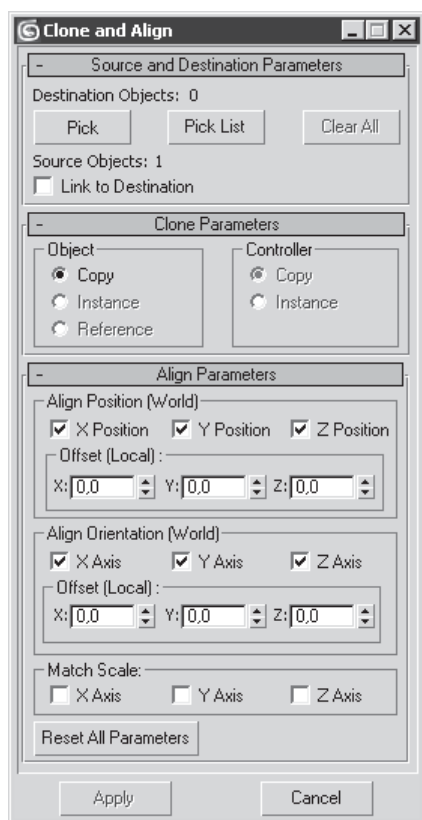 Clone and Align
- Source and Destination Parameters
Destination Objects: 0
Pick Pick List Clear All
Source Objects: 1
Link to Destination
- Clone Parameters
Object Controller
Copy Copy
Instance Instance
Reference
- Align Parameters
Align Position (World)
X Position Y Position Z Position
Offset (Local) :
X: 0,0 Y: 0,0 Z: 0,0
Align Orientation (World)
X Axis Y Axis Z Axis
Offset (Local) :
X: 0,0 Y: 0,0 Z: 0,0
Match Scale:
X Axis Y Axis Z Axis
Reset All Parameters
Apply Cancel